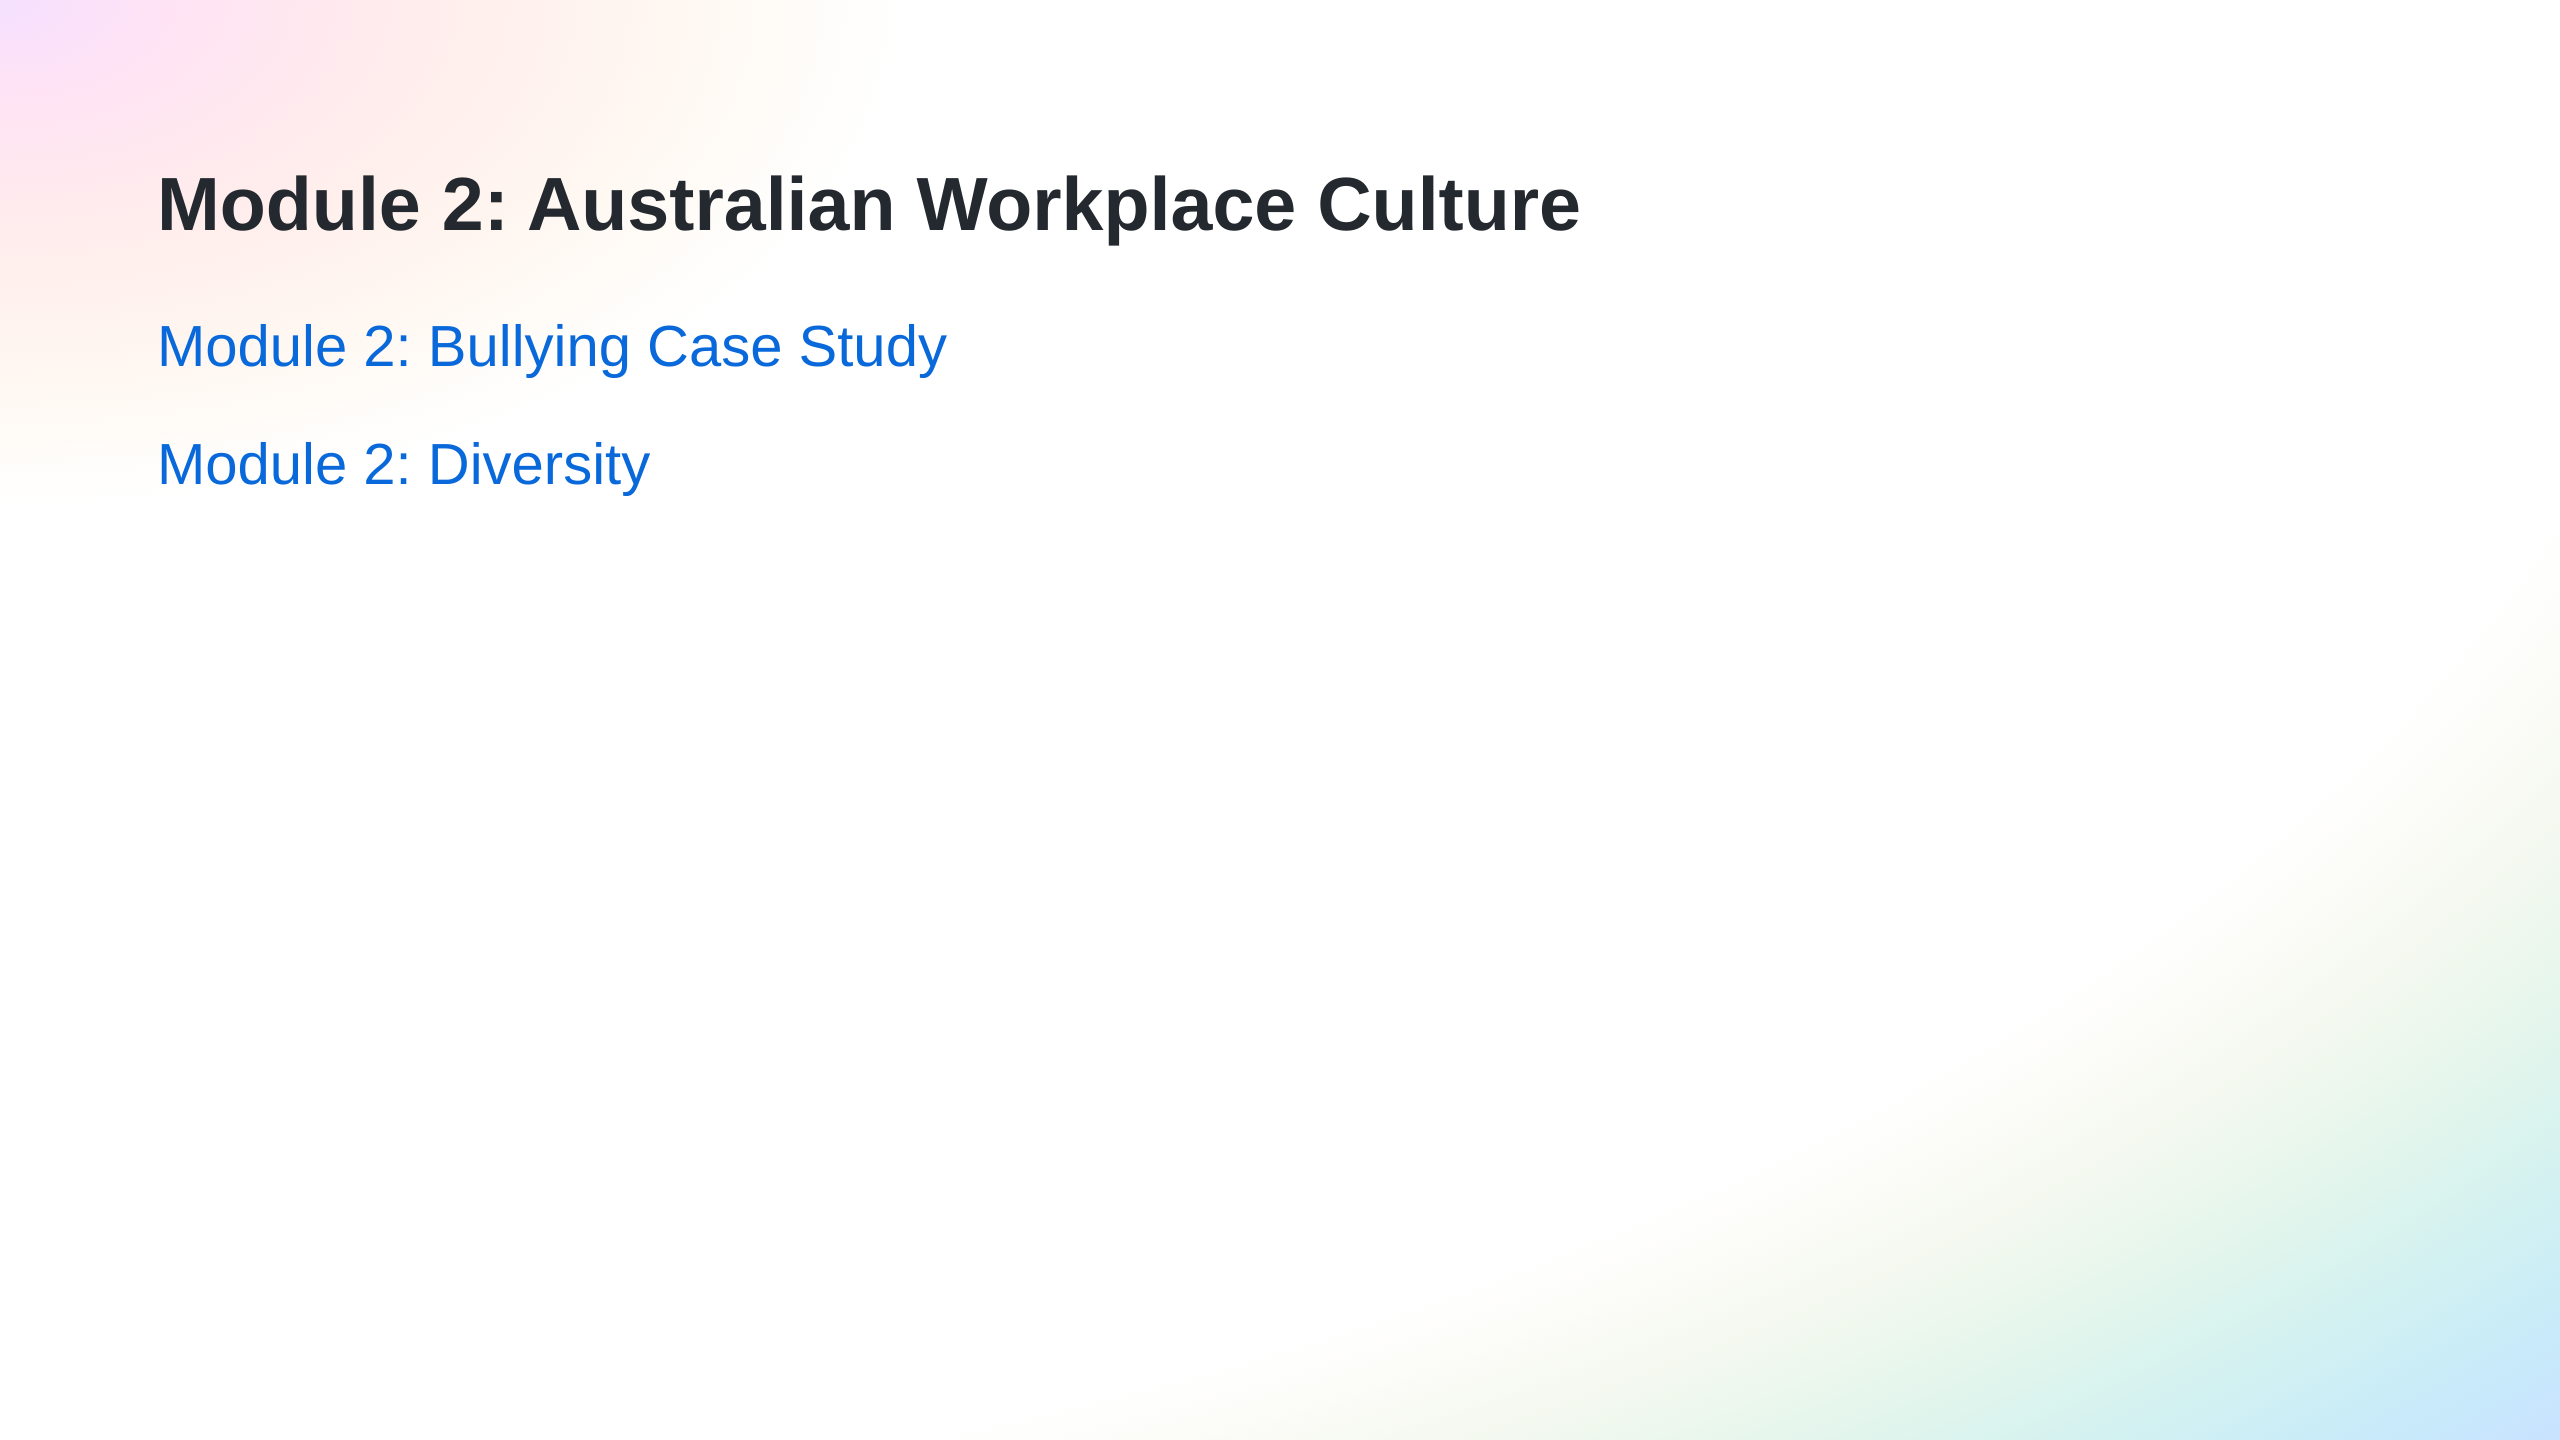 Module 2: Australian Workplace Culture
Module 2: Bullying Case Study
Module 2: Diversity